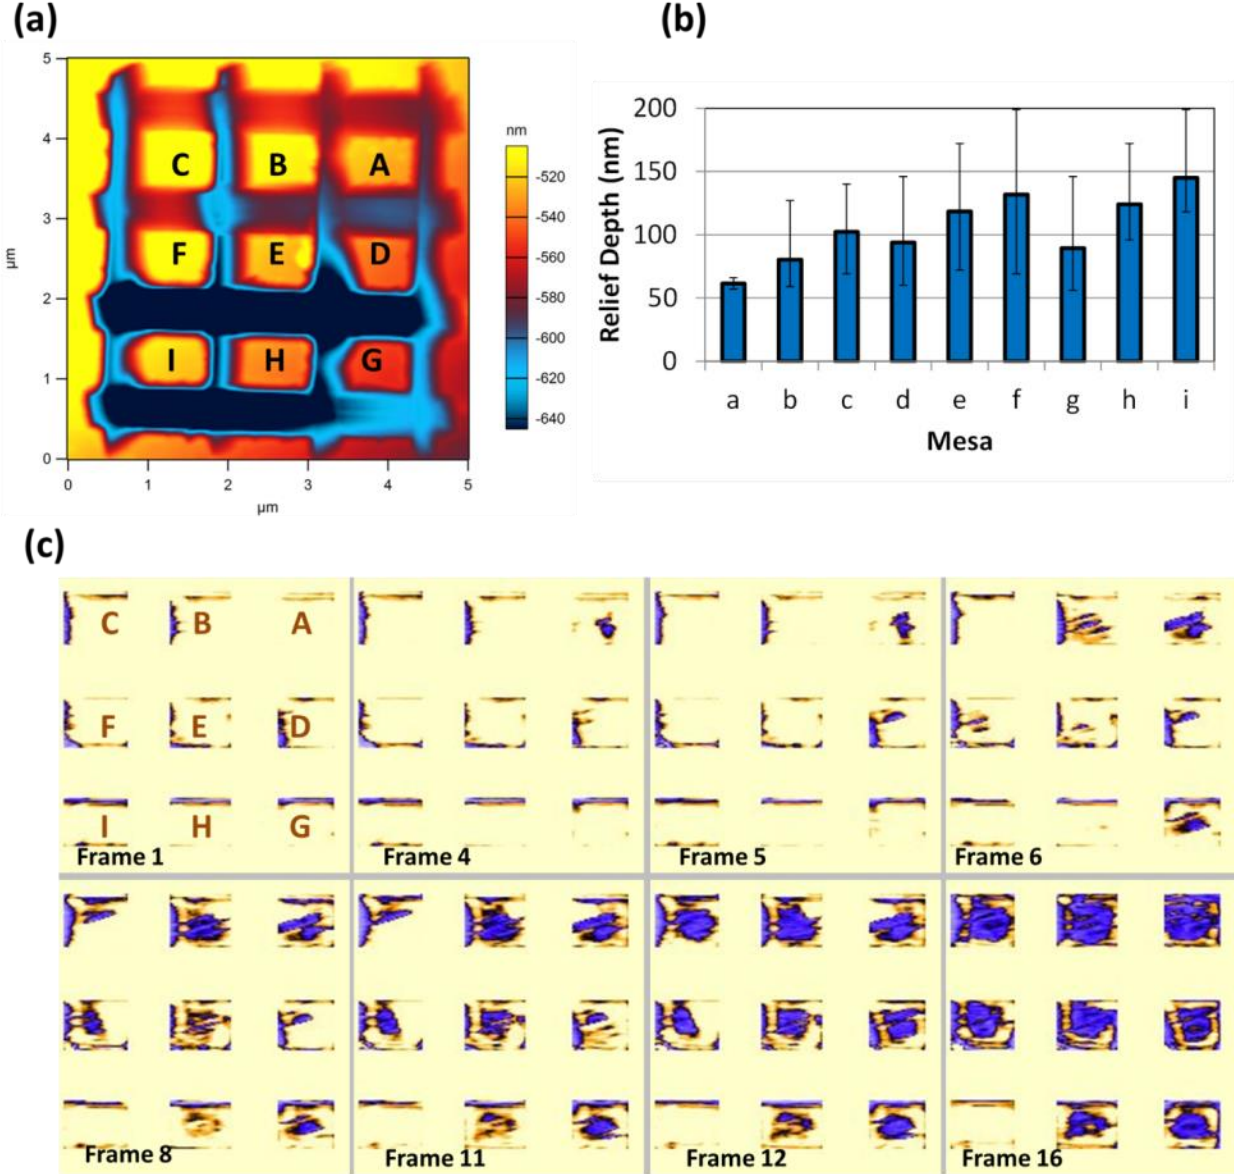 (a)
(b)
5
4
3
2
1
0
µm
0 1 2 3 4 5
µm
C B A
F E D
I H G
nm
-520
-540
-560
-580
-600
-620
-640
200
150
100
50
0
Relief Depth (nm)
a b c d e f g h i
Mesa
(c)
C B A
F E D
I H G
Frame 1
Frame 4
Frame 5
Frame 6
Frame 8
Frame 11
Frame 12
Frame 16